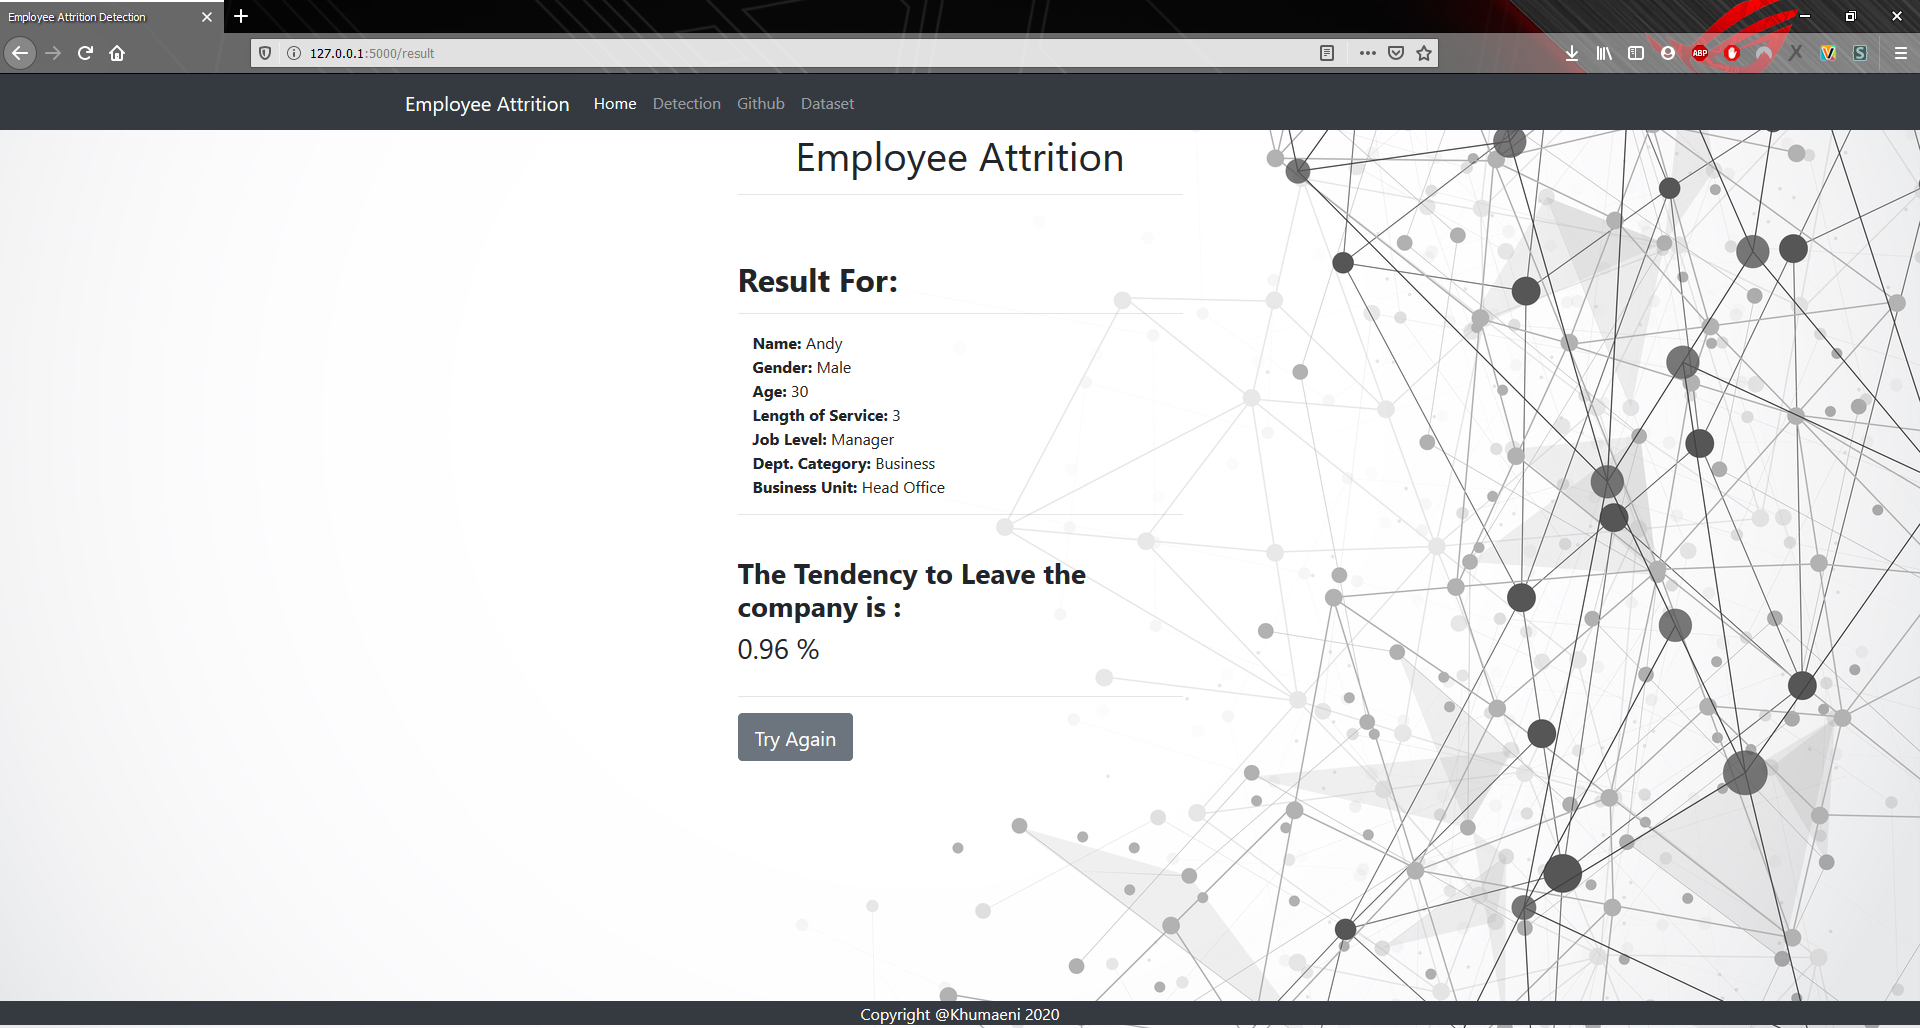 Employee Attrition Detection
127.0.0.1:5000/result
ABP
Employee Attrition Home Detection Github Dataset
Employee Attrition
Result For:
Name: Andy
Gender: Male
Age: 30
Length of Service: 3
Job Level: Manager
Dept. Category: Business
Business Unit: Head Office
The Tendency to Leave the
company is :
0.96 %
Try Again
Copyright @Khumaeni 2020